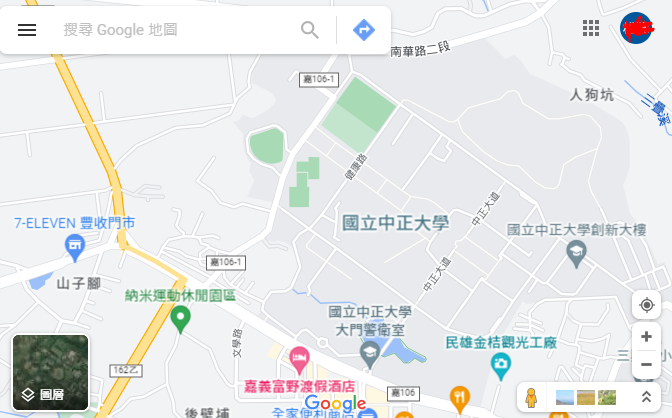 搜尋 Google 地圖
南華路二段
嘉106-1
人狗坑
三疊溪
健康路
國立中正大學
中正大道
7-ELEVEN 豐收門市
國立中正大學創新大樓
嘉106-1
中正大道
山子腳
納米運動休閒園區
國立中正大學
大門警衛室
文學路
民雄金桔觀光工廠
162乙
嘉義富野渡假酒店
圖層
嘉106
Google
後壁埔
全家便利商店